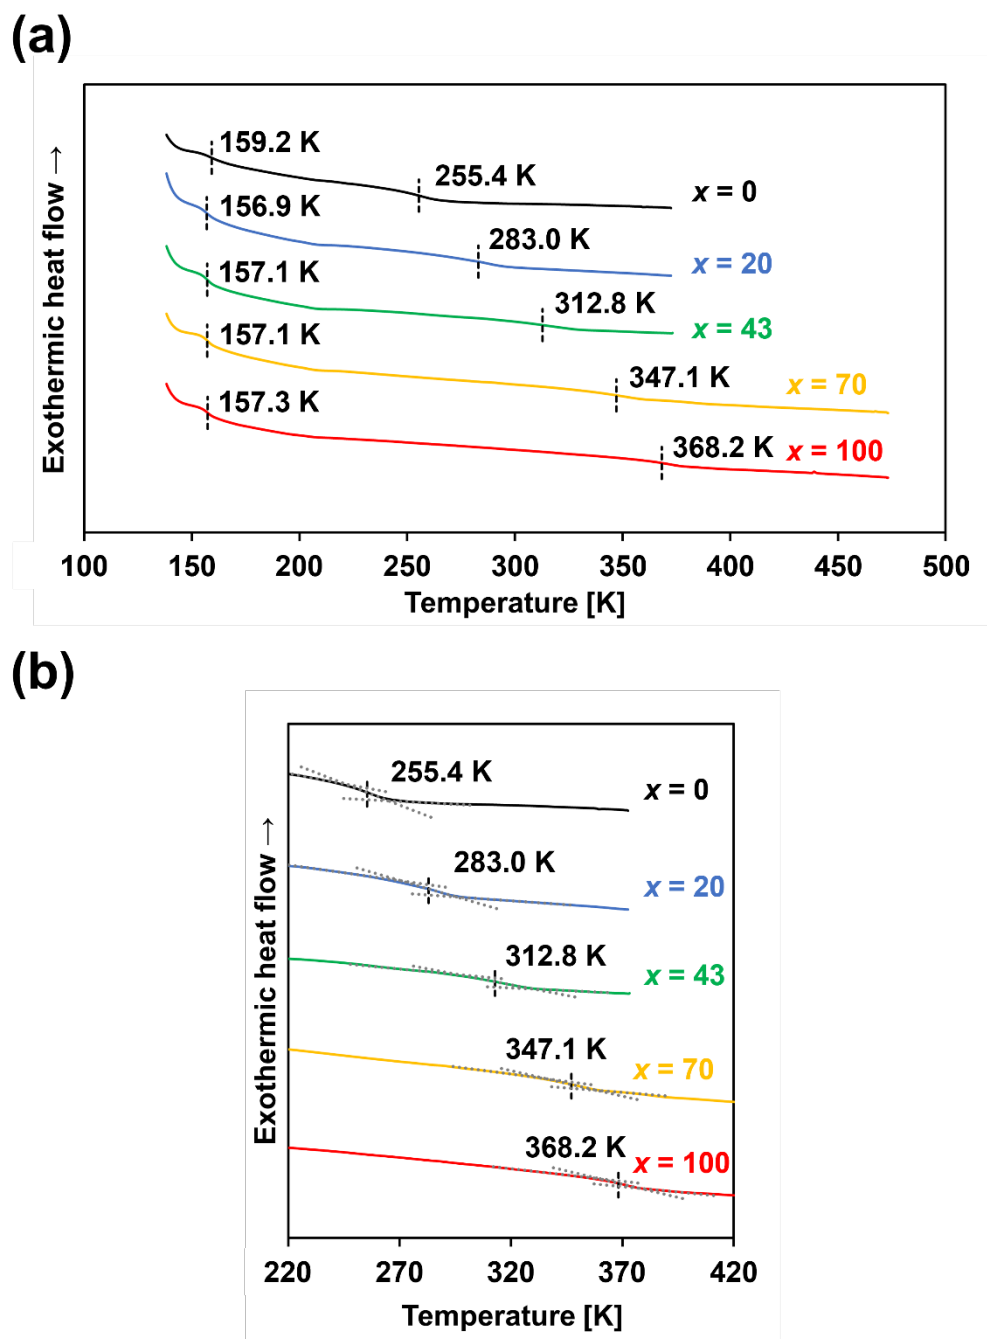 (a)
159.2 K
255.4 K
x = 0
156.9 K
283.0 K
x = 20
157.1 K
312.8 K
x = 43
157.1 K
347.1 K
x = 70
157.3 K
368.2 K
x = 100
Exothermic heat flow →
100 150 200 250 300 350 400 450 500
Temperature [K]
(b)
255.4 K
x = 0
283.0 K
x = 20
312.8 K
x = 43
347.1 K
x = 70
368.2 K
x = 100
Exothermic heat flow →
220 270 320 370 420
Temperature [K]